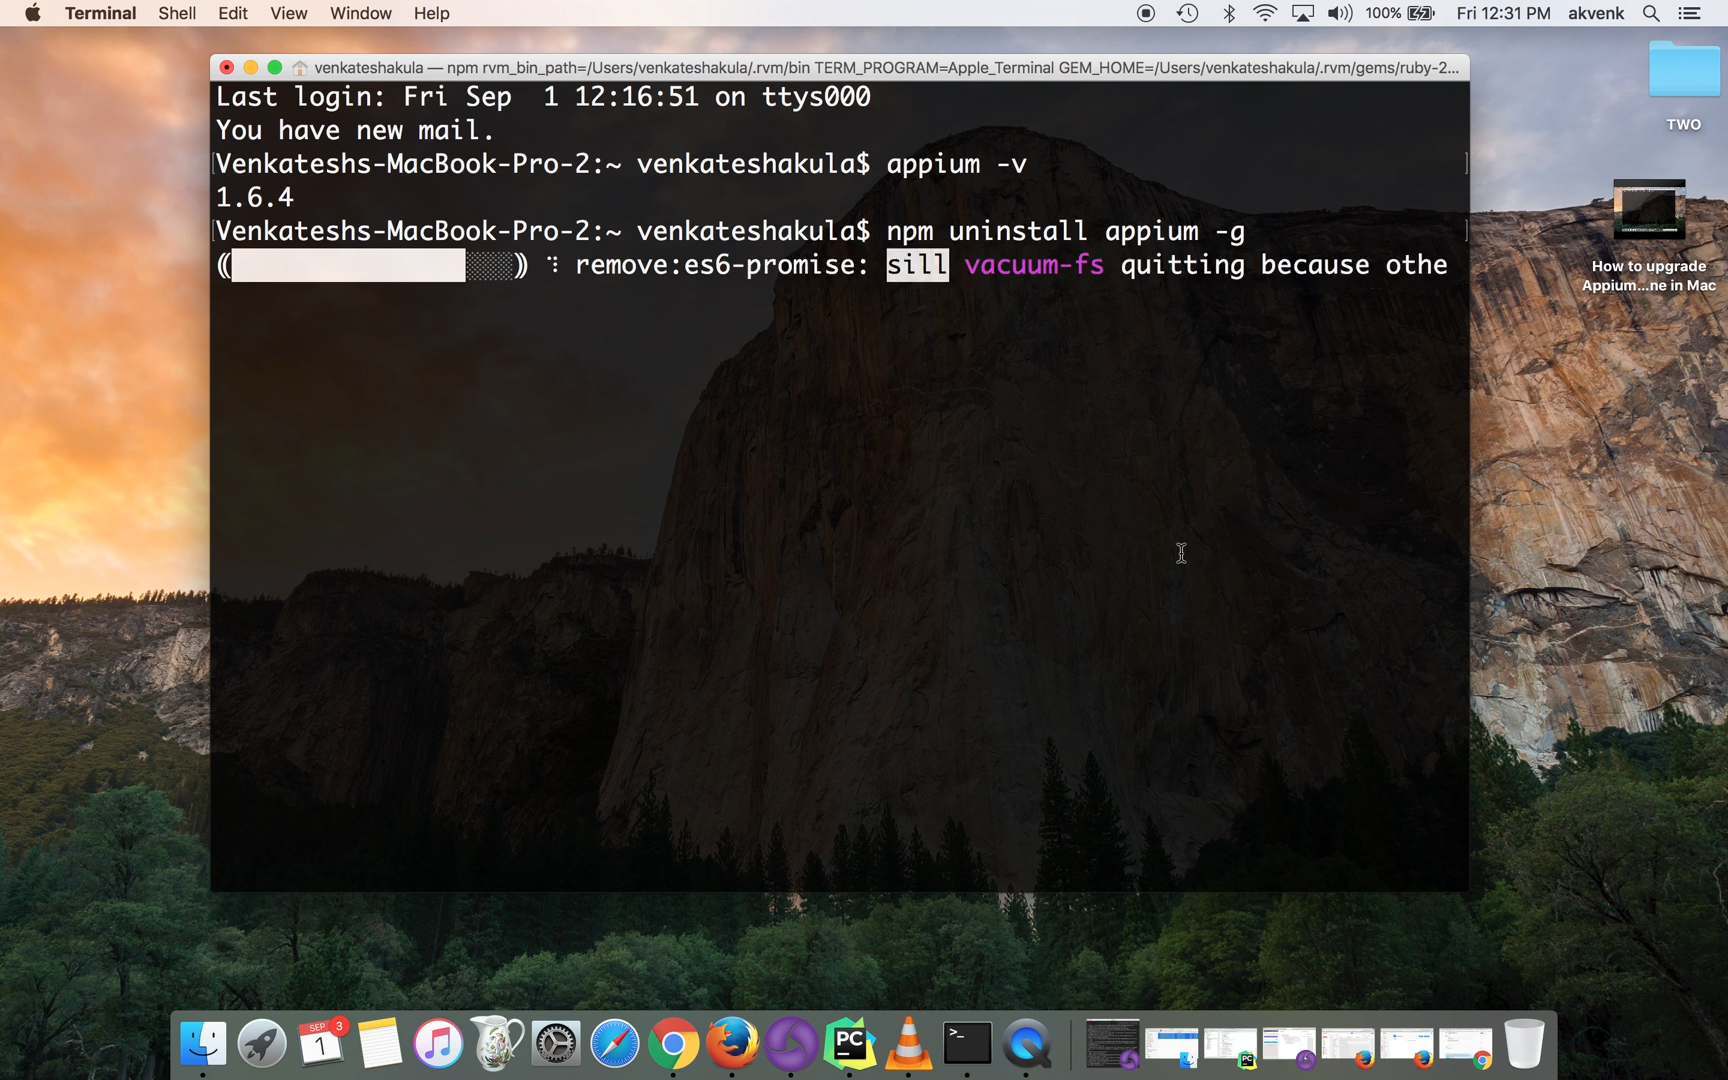 Terminal Shell Edit View Window Help 100% Fri 12:31 PM akvenk
venkateshakula — npm rvm_bin_path=/Users/venkateshakula/.rvm/bin TERM_PROGRAM=Apple_Terminal GEM_HOME=/Users/venkateshakula/.rvm/gems/ruby-2...
Last login: Fri Sep  1 12:16:51 on ttys000
You have new mail.
Venkateshs-MacBook-Pro-2:~ venkateshakula$ appium -v
1.6.4
Venkateshs-MacBook-Pro-2:~ venkateshakula$ npm uninstall appium -g
remove:es6-promise: sill vacuum-fs quitting because othe
TWO
How to upgrade
Appium...ne in Mac
SEP 3
1
PC
>_